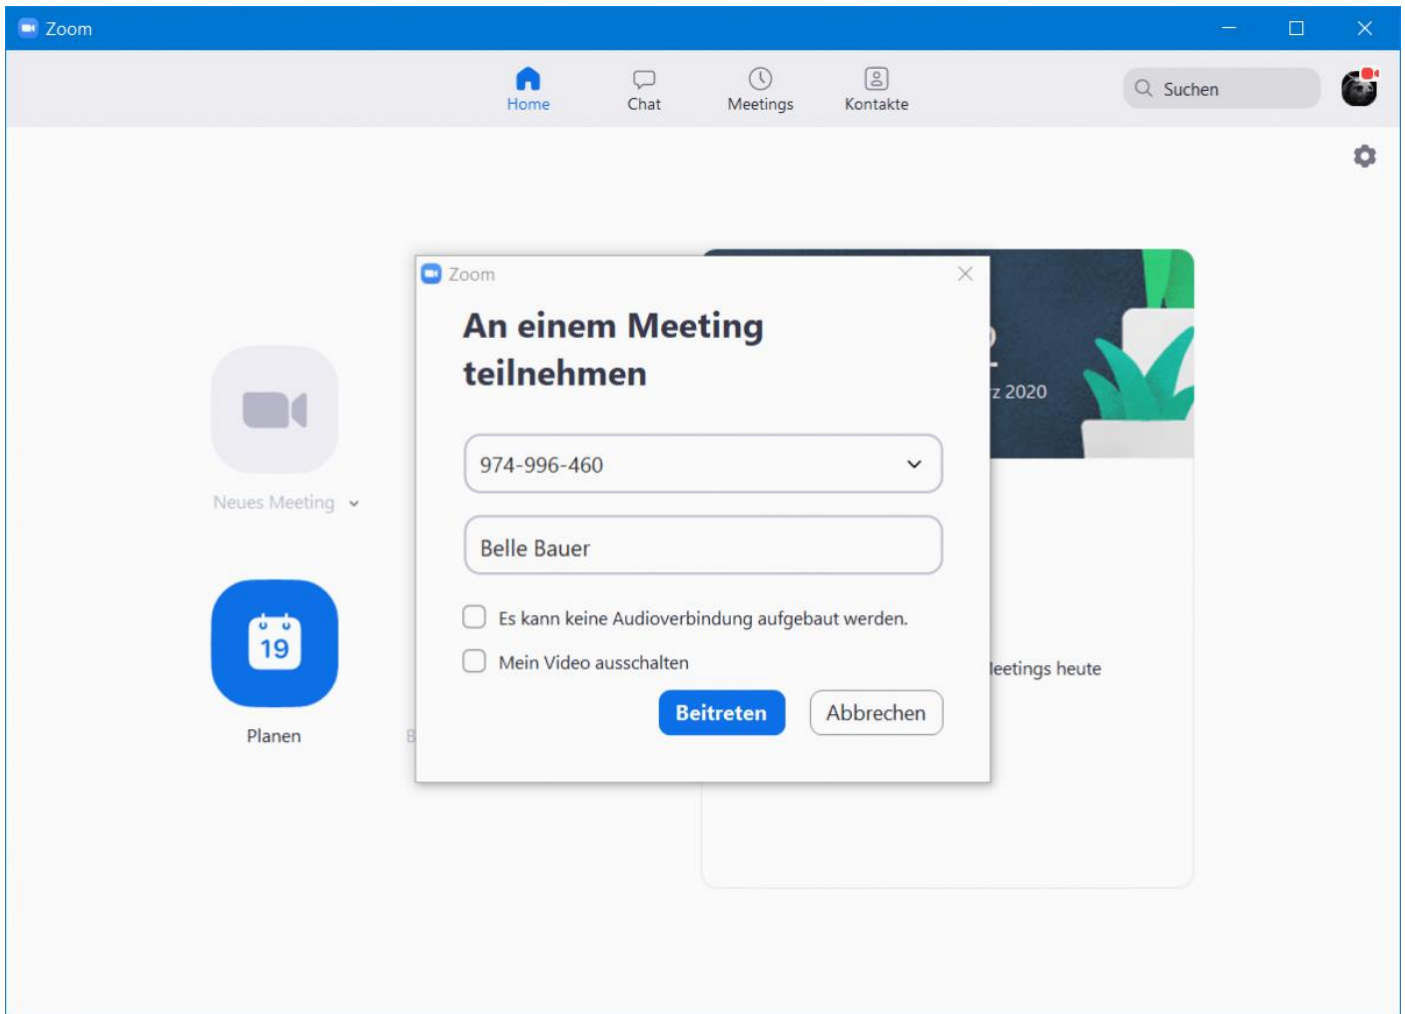 Zoom
Home
Chat
Meetings
Kontakte
Suchen
Zoom
An einem Meeting
teilnehmen
z 2020
974-996-460
Neues Meeting
Belle Bauer
Es kann keine Audioverbindung aufgebaut werden.
19
Mein Video ausschalten
eetings heute
Beitreten
Abbrechen
Planen